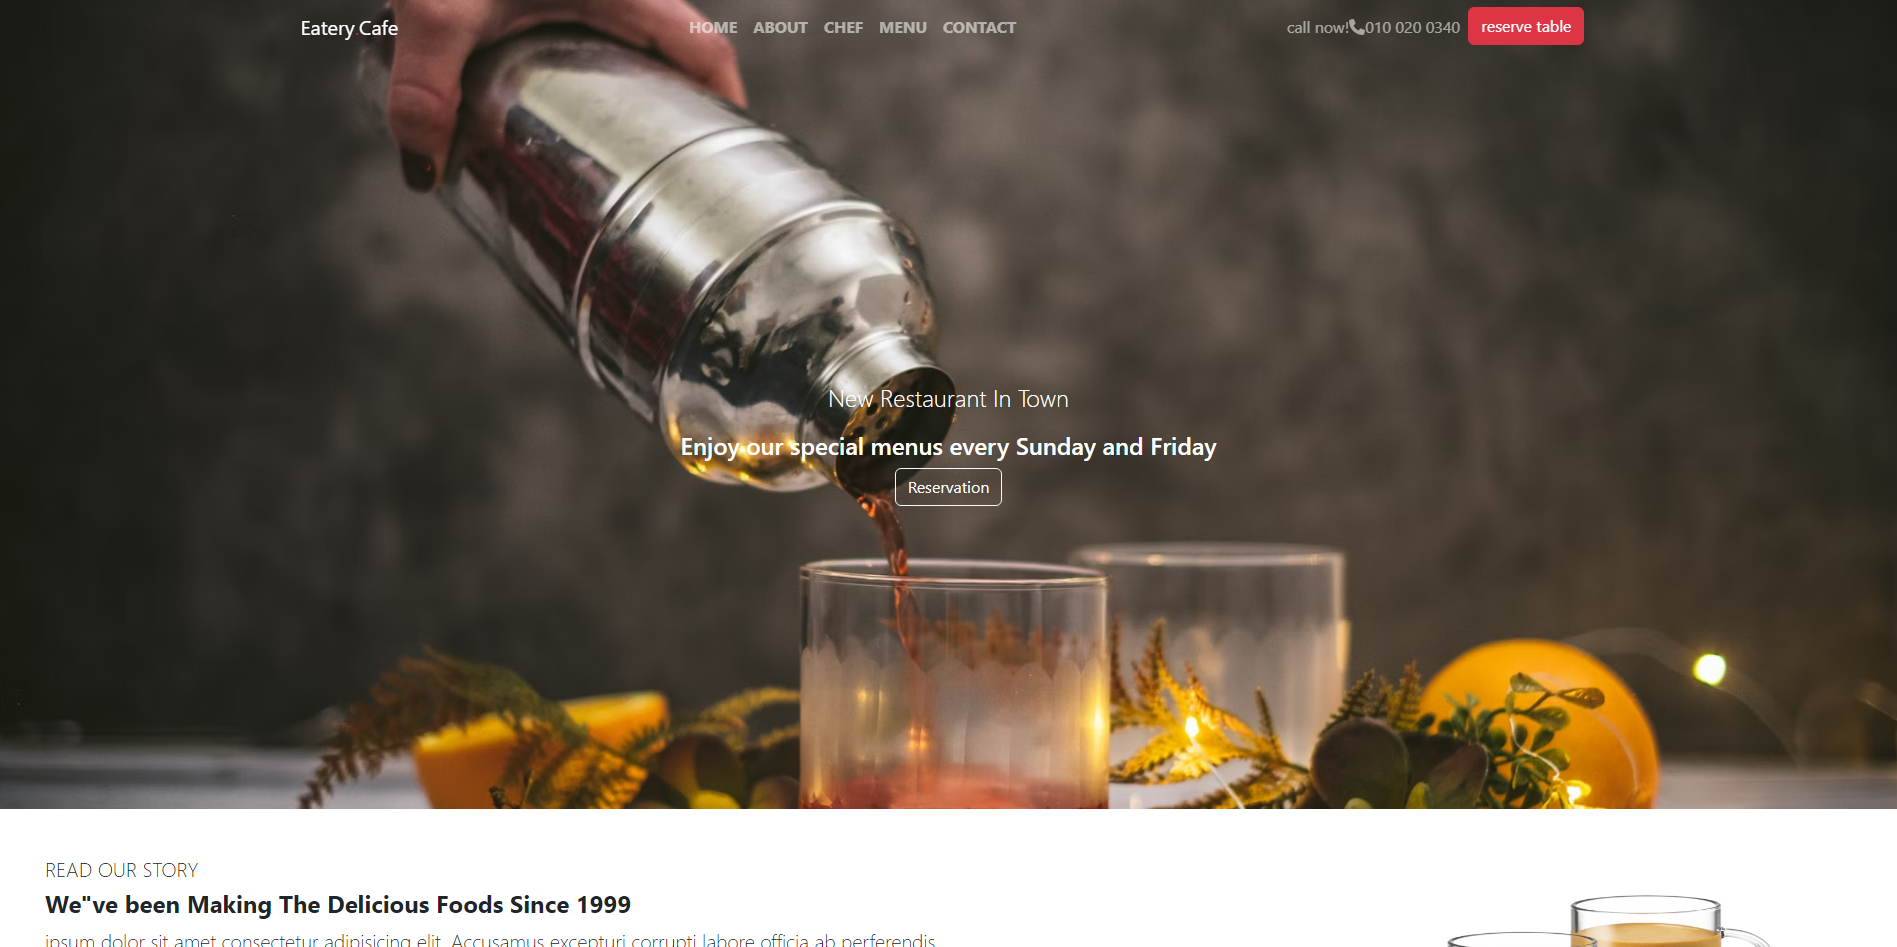 Eatery Cafe
HOME ABOUT CHEF MENU CONTACT
call now! 010 020 0340 reserve table
New Restaurant In Town
Enjoy our special menus every Sunday and Friday
Reservation
READ OUR STORY
We"ve been Making The Delicious Foods Since 1999
ipsum dolor sit amet consectetur adipisicing elit. Accusamus excepturi corrupti labore officia ab perferendis